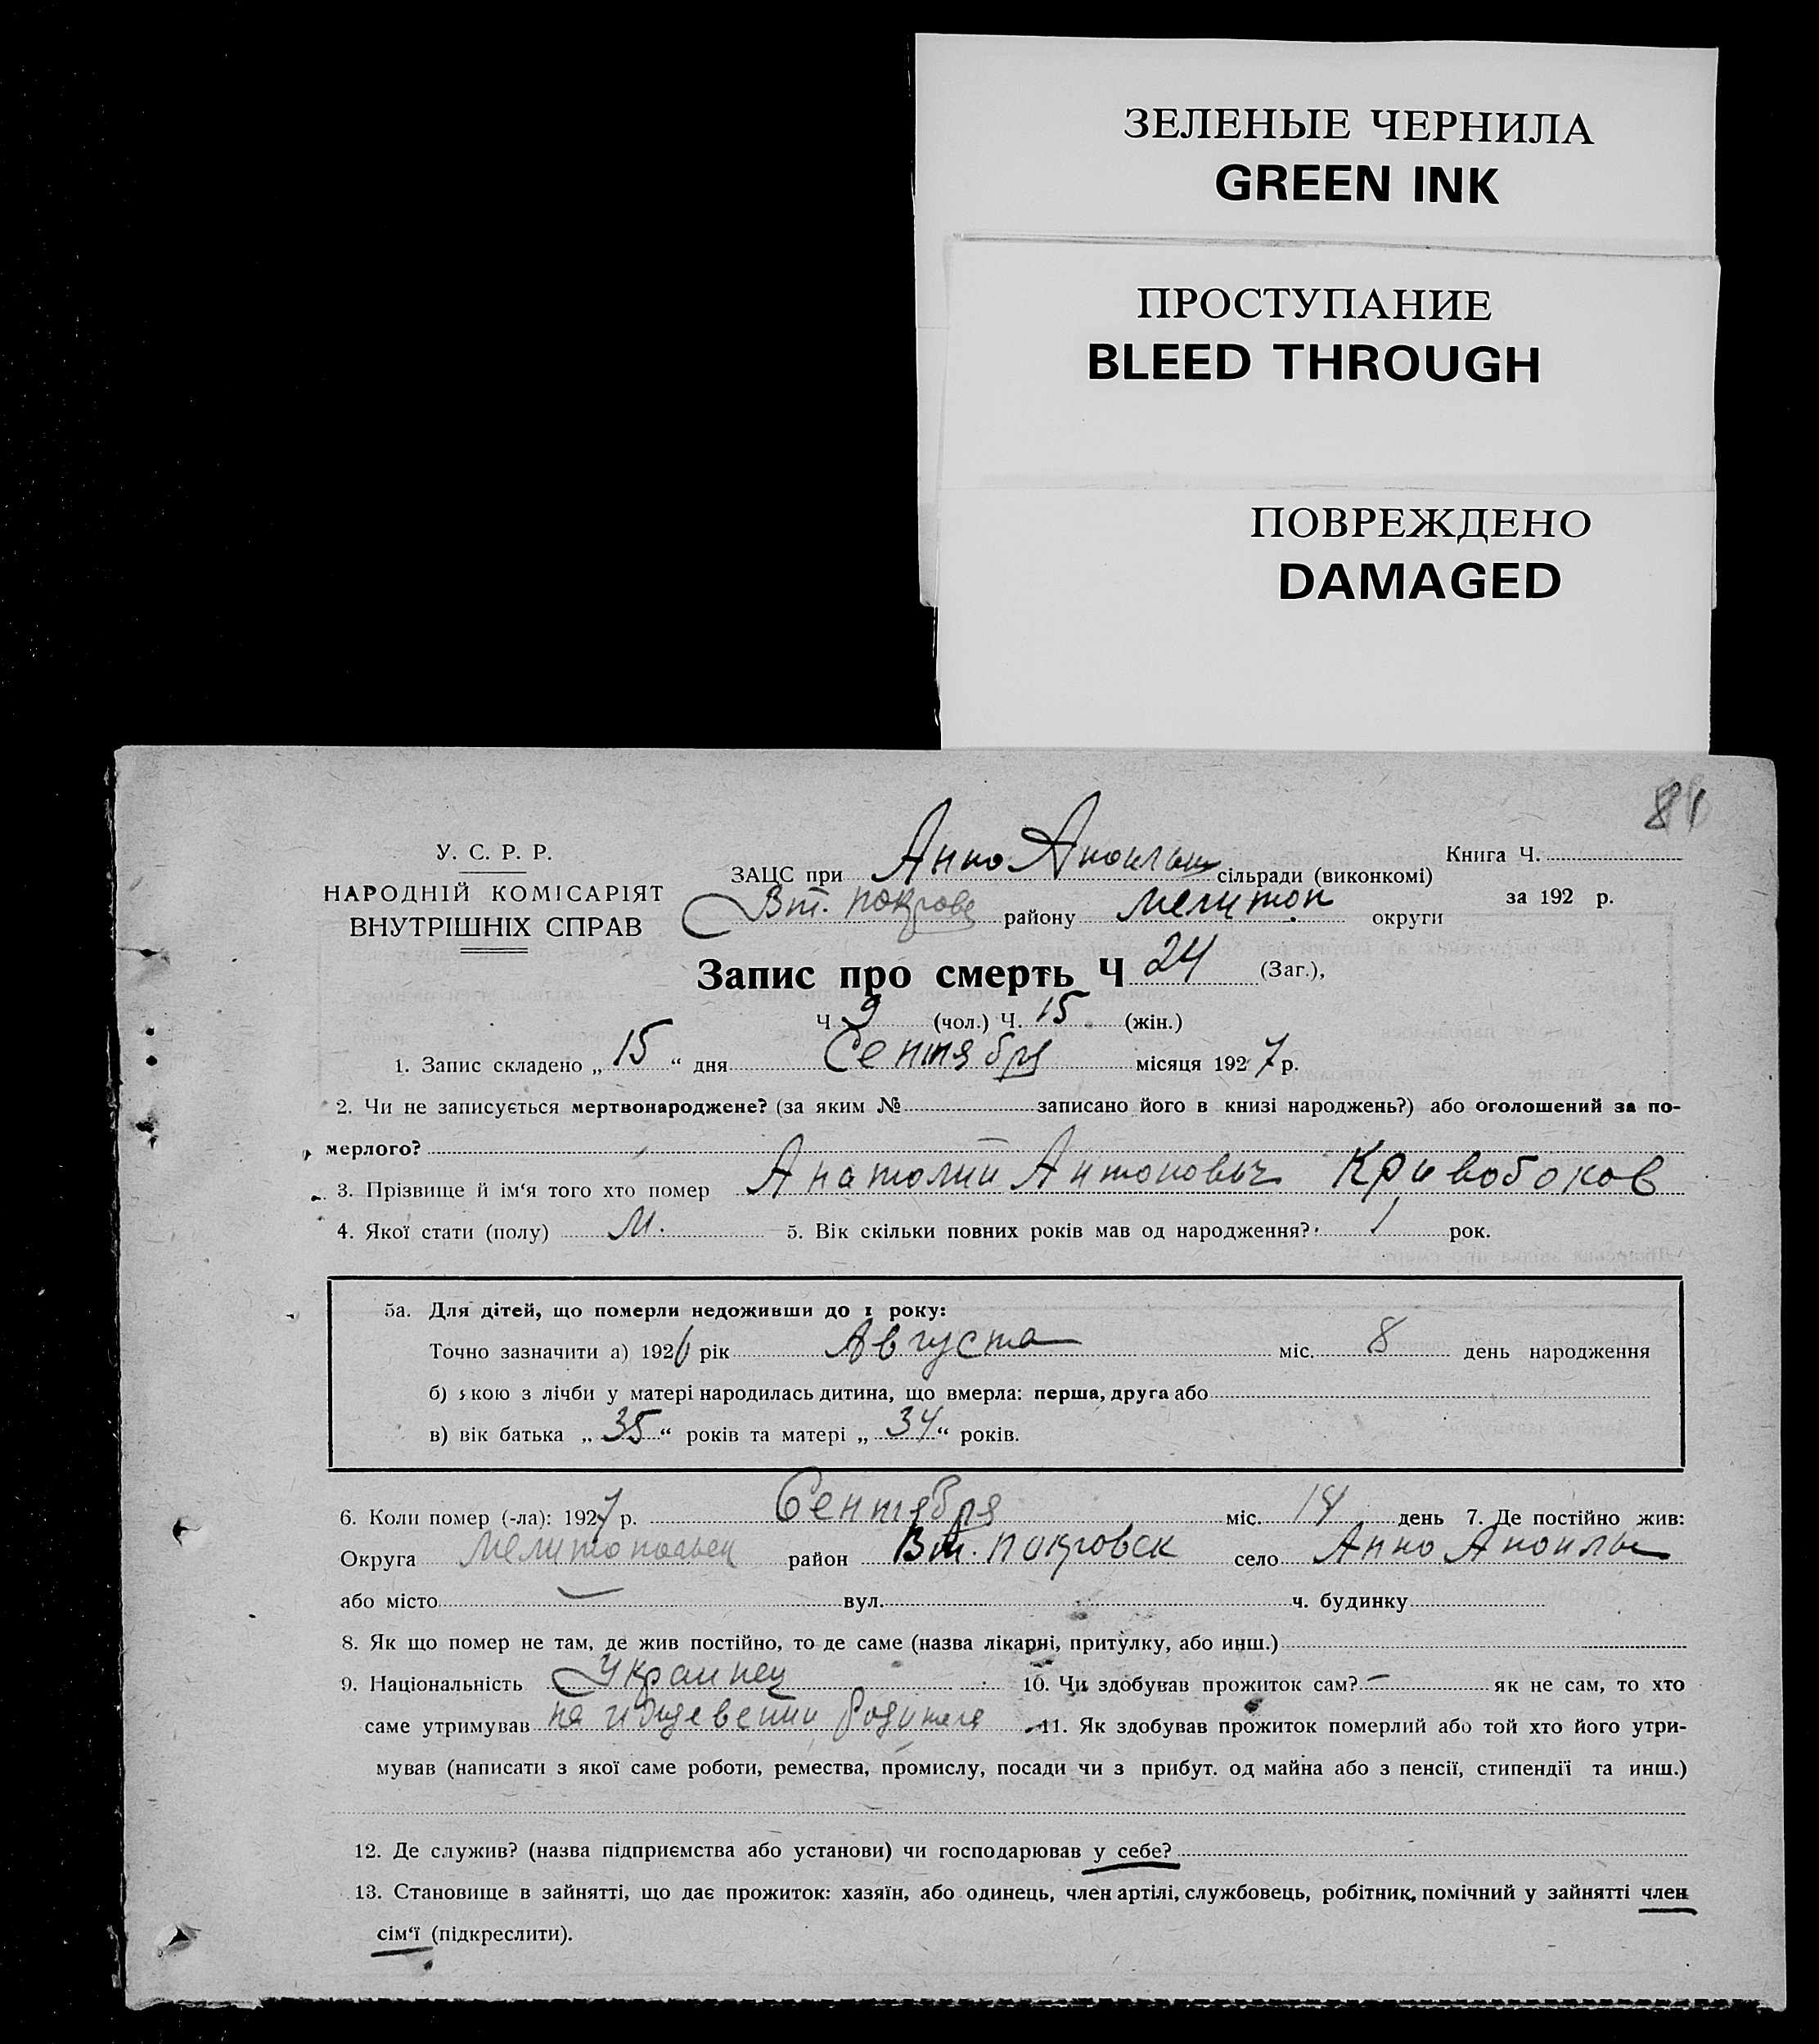 ЗЕЛЕНЫЕ ЧЕРНИЛА
GREEN INK
ПРОСТУПАНИЕ
BLEED THROUGH
ПОВРЕЖДЕНО
DAMAGED
81
У. С. Р. Р.
НАРОДНІЙ КОМІСАРІЯТ
ВНУТРІШНІХ СПРАВ
Книга Ч.
за 192 р.
ЗАЦС при Анно сільради (виконкомі)
Вт. покровс району Мелитоп округи
Запис про смерть Ч 24 (Заг.),
Ч 9 (чол.) Ч. 15 (жін.)
1. Запис складено „ 15 “ дня Сентября місяця 1927 р.
2. Чи не записується мертвонароджене? (за яким № записано його в книзі народжень?) або оголошений за по-
мерлого?
3. Прізвище й ім‘я того хто помер Анатолий Антонович Кривобоков
4. Якої стати (полу) М. 5. Вік скільки повних років мав од народження? 1 рок.
5а. Для дітей, що померли недоживши до 1 року:
Точно зазначити а) 1926 рік Августа міс. 8 день народження
б) якою з лічби у матері народилась дитина, що вмерла: перша, друга або
в) вік батька „ 35 “ років та матері „ 34 “ років.
6. Коли помер (-ла): 1927 р. Сентября міс. 14 день 7. Де постійно жив:
Округа Мелитопольск район Вт. покровск село Анно
або місто — вул. ч. будинку
8. Як що помер не там, де жив постійно, то де саме (назва лікарні, притулку, або инш.)
9. Національність Украинец 10. Чи здобував прожиток сам? — як не сам, то хто
саме утримував на иждевении родителя 11. Як здобував прожиток померлий або той хто його утри-
мував (написати з якої саме роботи, ремества, промислу, посади чи з прибут. од майна або з пенсії, стипендії та инш.)
12. Де служив? (назва підприємства або установи) чи господарював у себе?
13. Становище в зайнятті, що дає прожиток: хазяїн, або одинець, член артілі, службовець, робітник, помічний у зайнятті член
сім‘ї (підкреслити).